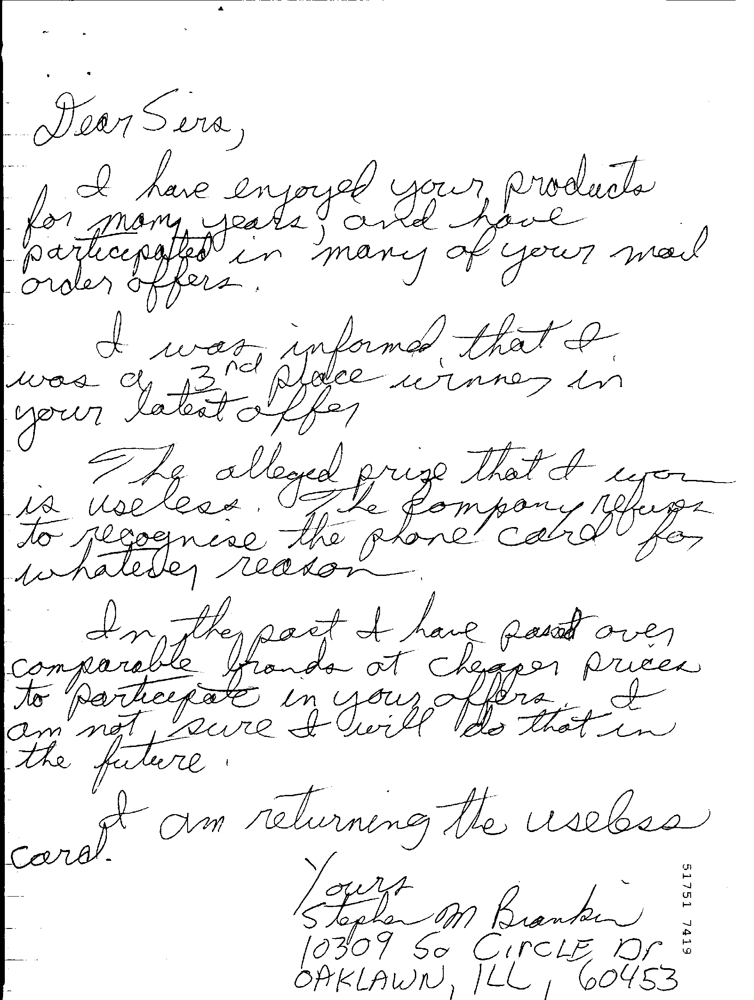 Dear Sirs,
I have enjoyed your products
for many years, and have
participated in many of your mail
order offers.
I was informed that I
was a 3rd place winner in
your latest offer
The alleged prize that I won
is useless. The Company refuses
to recognise the phone card for
whatever reason.
In the past I have passed over
comparable brands at cheaper prices
to participate in your offers. I
am not sure I will do that in
the future.
I am returning the useless
card.
Yours
Stephen M Brankin
10309 So CIRCLE Dr
OAKLAWN, ILL, 60453
51751 7419